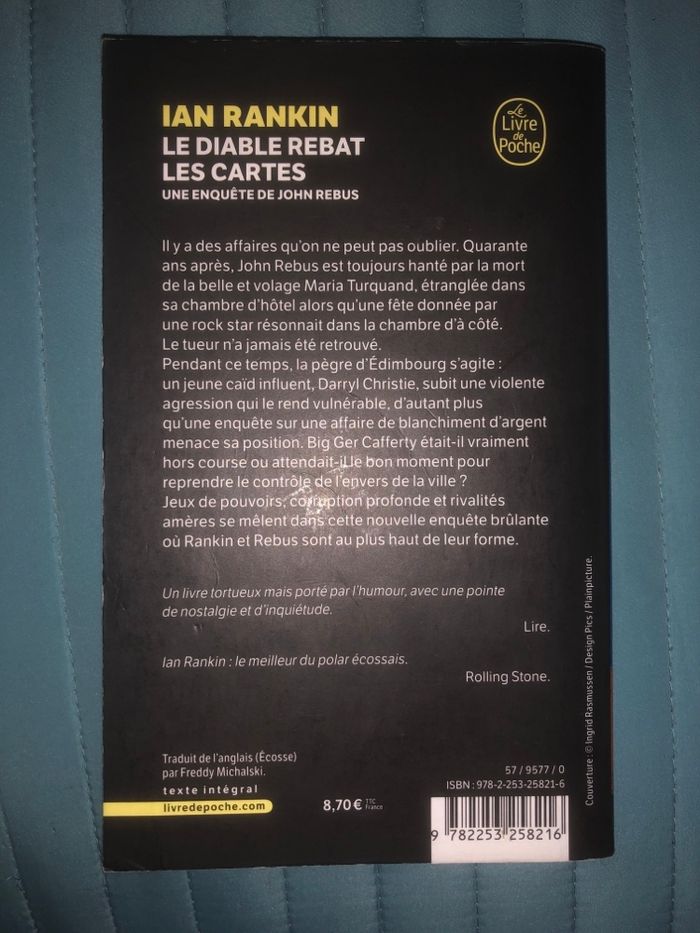 IAN RANKIN
LE DIABLE REBAT
LES CARTES
UNE ENQUÊTE DE JOHN REBUS
Le
Livre
de
Poche
Il y a des affaires qu'on ne peut pas oublier. Quarante
ans après, John Rebus est toujours hanté par la mort
de la belle et volage Maria Turquand, étranglée dans
sa chambre d'hôtel alors qu'une fête donnée par
une rock star résonnait dans la chambre d'à côté.
Le tueur n'a jamais été retrouvé.
Pendant ce temps, la pègre d'Édimbourg s'agite :
un jeune caïd influent, Darryl Christie, subit une violente
agression qui le rend vulnérable, d'autant plus
qu'une enquête sur une affaire de blanchiment d'argent
menace sa position. Big Ger Cafferty était-il vraiment
hors course ou attendait-il le bon moment pour
reprendre le contrôle de l'envers de la ville ?
Jeux de pouvoirs, corruption profonde et rivalités
amères se mêlent dans cette nouvelle enquête brûlante
où Rankin et Rebus sont au plus haut de leur forme.
Un livre tortueux mais porté par l'humour, avec une pointe
de nostalgie et d'inquiétude.
Lire.
Ian Rankin : le meilleur du polar écossais.
Rolling Stone.
Traduit de l'anglais (Écosse)
par Freddy Michalski.
texte intégral
livredepoche.com
8,70 € TTC
France
57 / 9577 / 0
ISBN : 978-2-253-25821-6
9 782253 258216
Couverture : © Ingrid Rasmussen / Design Pics / Plainpicture.